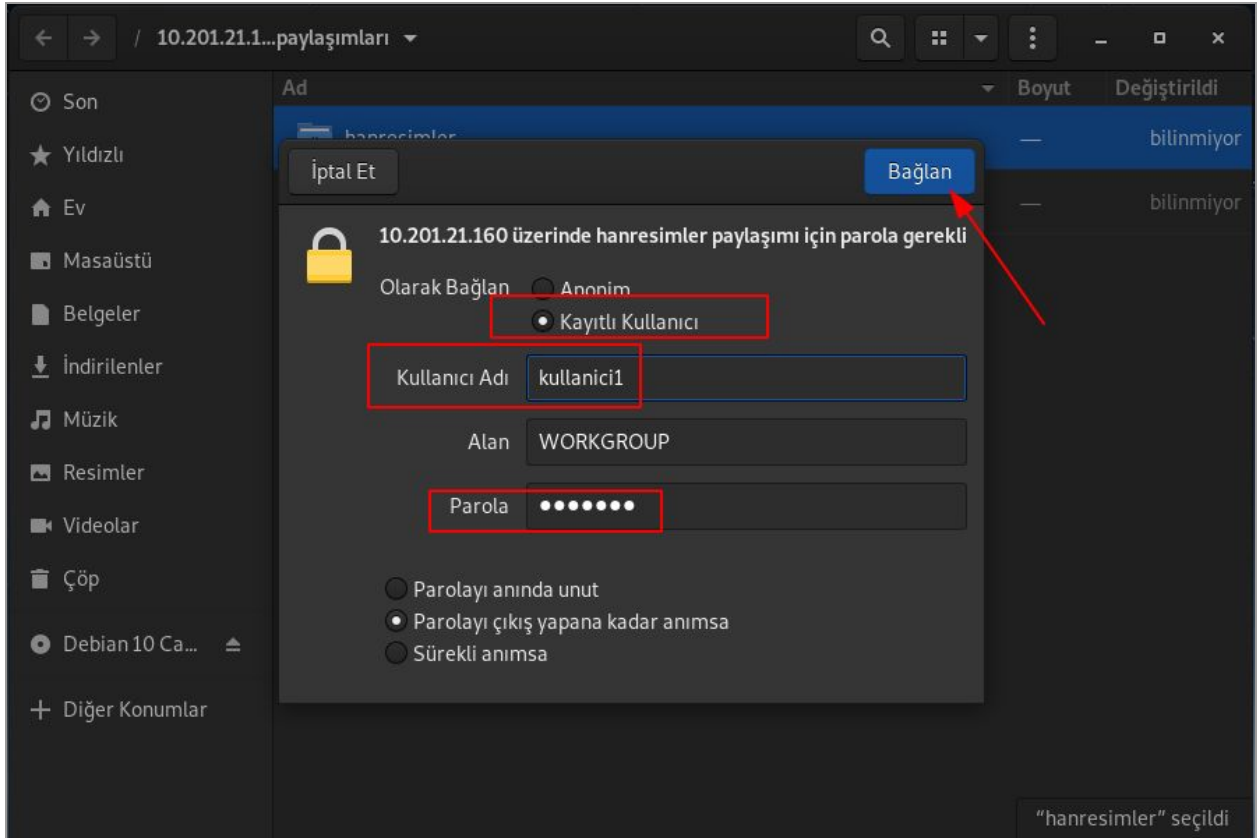 / 10.201.21.1...paylaşımları
Ad Boyut Değiştirildi
Son
hanresimler — bilinmiyor
Yıldızlı
İptal Et Bağlan
Ev
— bilinmiyor
10.201.21.160 üzerinde hanresimler paylaşımı için parola gerekli
Masaüstü
Olarak Bağlan Anonim
Belgeler
Kayıtlı Kullanıcı
İndirilenler
Kullanıcı Adı kullanici1
Müzik
Alan WORKGROUP
Resimler
Parola ●●●●●●●
Videolar
Çöp
Parolayı anında unut
Parolayı çıkış yapana kadar anımsa
Debian 10 Ca...
Sürekli anımsa
Diğer Konumlar
“hanresimler” seçildi